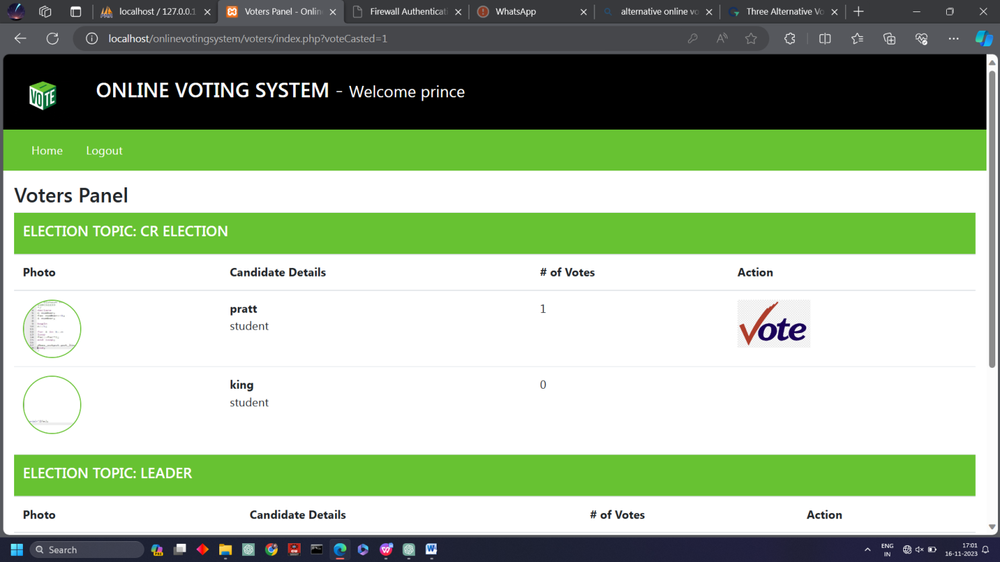 localhost / 127.0.0.1
Voters Panel - Onlin
Firewall Authenticati
WhatsApp
alternative online vo
Three Alternative Vo
localhost/onlinevotingsystem/voters/index.php?voteCasted=1
VOTE
ONLINE VOTING SYSTEM - Welcome prince
Home Logout
Voters Panel
ELECTION TOPIC: CR ELECTION
Photo Candidate Details # of Votes Action
pratt 1
student
Vote
king 0
student
ELECTION TOPIC: LEADER
Photo Candidate Details # of Votes Action
Search
ENG
IN
17:01
16-11-2023